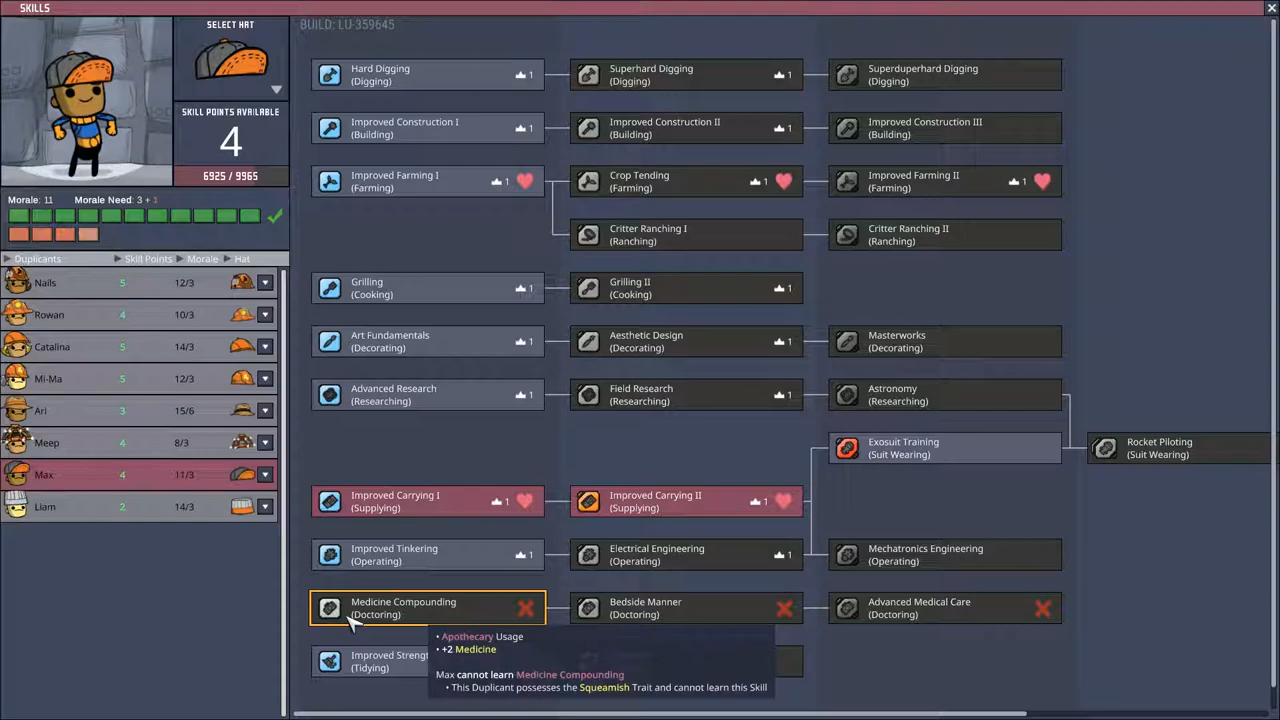 SKILLS
SELECT HAT
SKILL POINTS AVAILABLE
4
6925 / 9965
Morale: 11 Morale Need: 3 + 1
Duplicants Skill Points Morale Hat
Nails 5 12/3
Rowan 4 10/3
Catalina 5 14/3
Mi-Ma 5 12/3
Ari 3 15/6
Meep 4 8/3
Max 4 11/3
Liam 2 14/3
BUILD: LU-359645
Hard Digging 1 Superhard Digging 1 Superduperhard Digging
(Digging) (Digging) (Digging)
Improved Construction I 1 Improved Construction II 1 Improved Construction III
(Building) (Building) (Building)
Improved Farming I 1 Crop Tending 1 Improved Farming II 1
(Farming) (Farming) (Farming)
Critter Ranching I Critter Ranching II
(Ranching) (Ranching)
Grilling 1 Grilling II 1
(Cooking) (Cooking)
Art Fundamentals 1 Aesthetic Design 1 Masterworks
(Decorating) (Decorating) (Decorating)
Advanced Research 1 Field Research 1 Astronomy
(Researching) (Researching) (Researching)
Exosuit Training Rocket Piloting
(Suit Wearing) (Suit Wearing)
Improved Carrying I 1 Improved Carrying II 1
(Supplying) (Supplying)
Improved Tinkering 1 Electrical Engineering 1 Mechatronics Engineering
(Operating) (Operating) (Operating)
Medicine Compounding Bedside Manner Advanced Medical Care
(Doctoring) (Doctoring) (Doctoring)
Improved Strengt
(Tidying)
• Apothecary Usage
• +2 Medicine
Max cannot learn Medicine Compounding
• This Duplicant possesses the Squeamish Trait and cannot learn this Skill